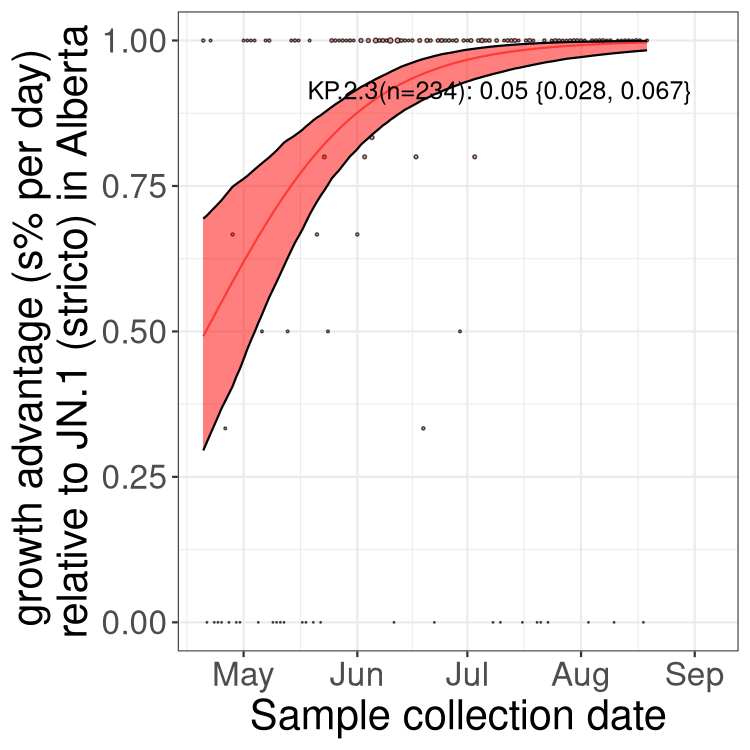 growth advantage (s% per day)
relative to JN.1 (stricto) in Alberta
1.00
0.75
0.50
0.25
0.00
KP.2.3(n=234): 0.05 {0.028, 0.067}
May Jun Jul Aug Sep
Sample collection date